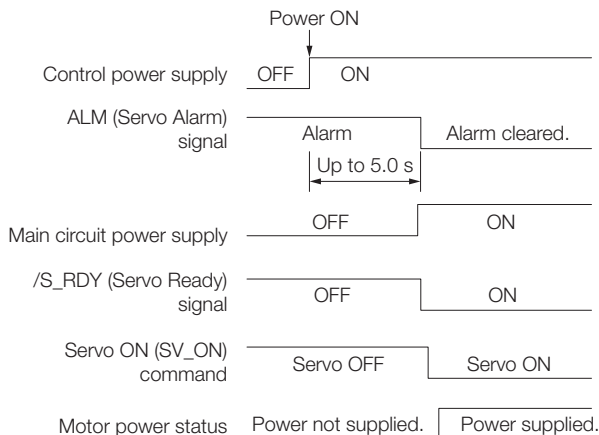 Power ON
Control power supply OFF ON
ALM (Servo Alarm)
signal
Alarm Alarm cleared.
Up to 5.0 s
Main circuit power supply OFF ON
/S_RDY (Servo Ready)
signal
OFF ON
Servo ON (SV_ON)
command
Servo OFF Servo ON
Motor power status Power not supplied. Power supplied.